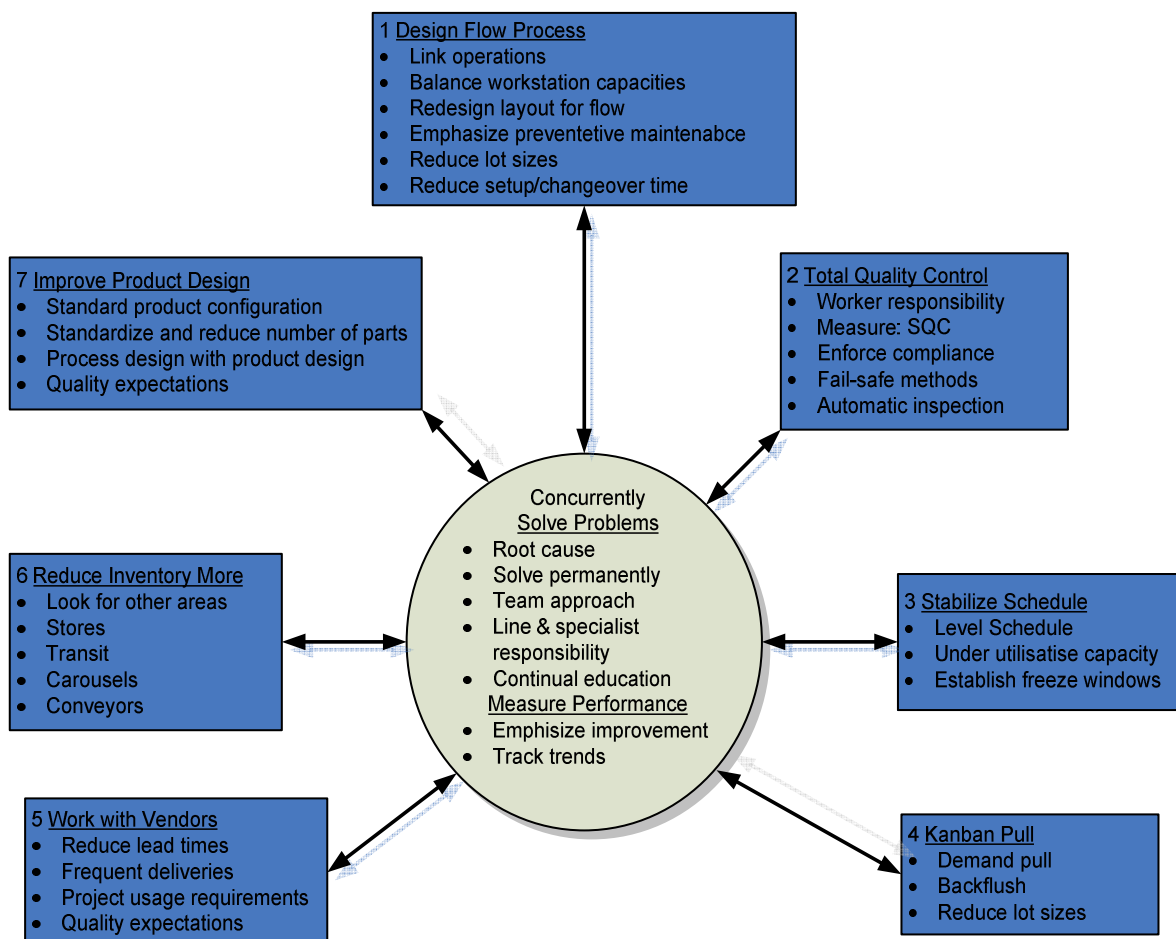 1 Design Flow Process
• Link operations
• Balance workstation capacities
• Redesign layout for flow
• Emphasize preventetive maintenabce
• Reduce lot sizes
• Reduce setup/changeover time
2 Total Quality Control
• Worker responsibility
• Measure: SQC
• Enforce compliance
• Fail-safe methods
• Automatic inspection
3 Stabilize Schedule
• Level Schedule
• Under utilisatise capacity
• Establish freeze windows
4 Kanban Pull
• Demand pull
• Backflush
• Reduce lot sizes
5 Work with Vendors
• Reduce lead times
• Frequent deliveries
• Project usage requirements
• Quality expectations
6 Reduce Inventory More
• Look for other areas
• Stores
• Transit
• Carousels
• Conveyors
7 Improve Product Design
• Standard product configuration
• Standardize and reduce number of parts
• Process design with product design
• Quality expectations
Concurrently
Solve Problems
• Root cause
• Solve permanently
• Team approach
• Line & specialist
responsibility
• Continual education
Measure Performance
• Emphisize improvement
• Track trends